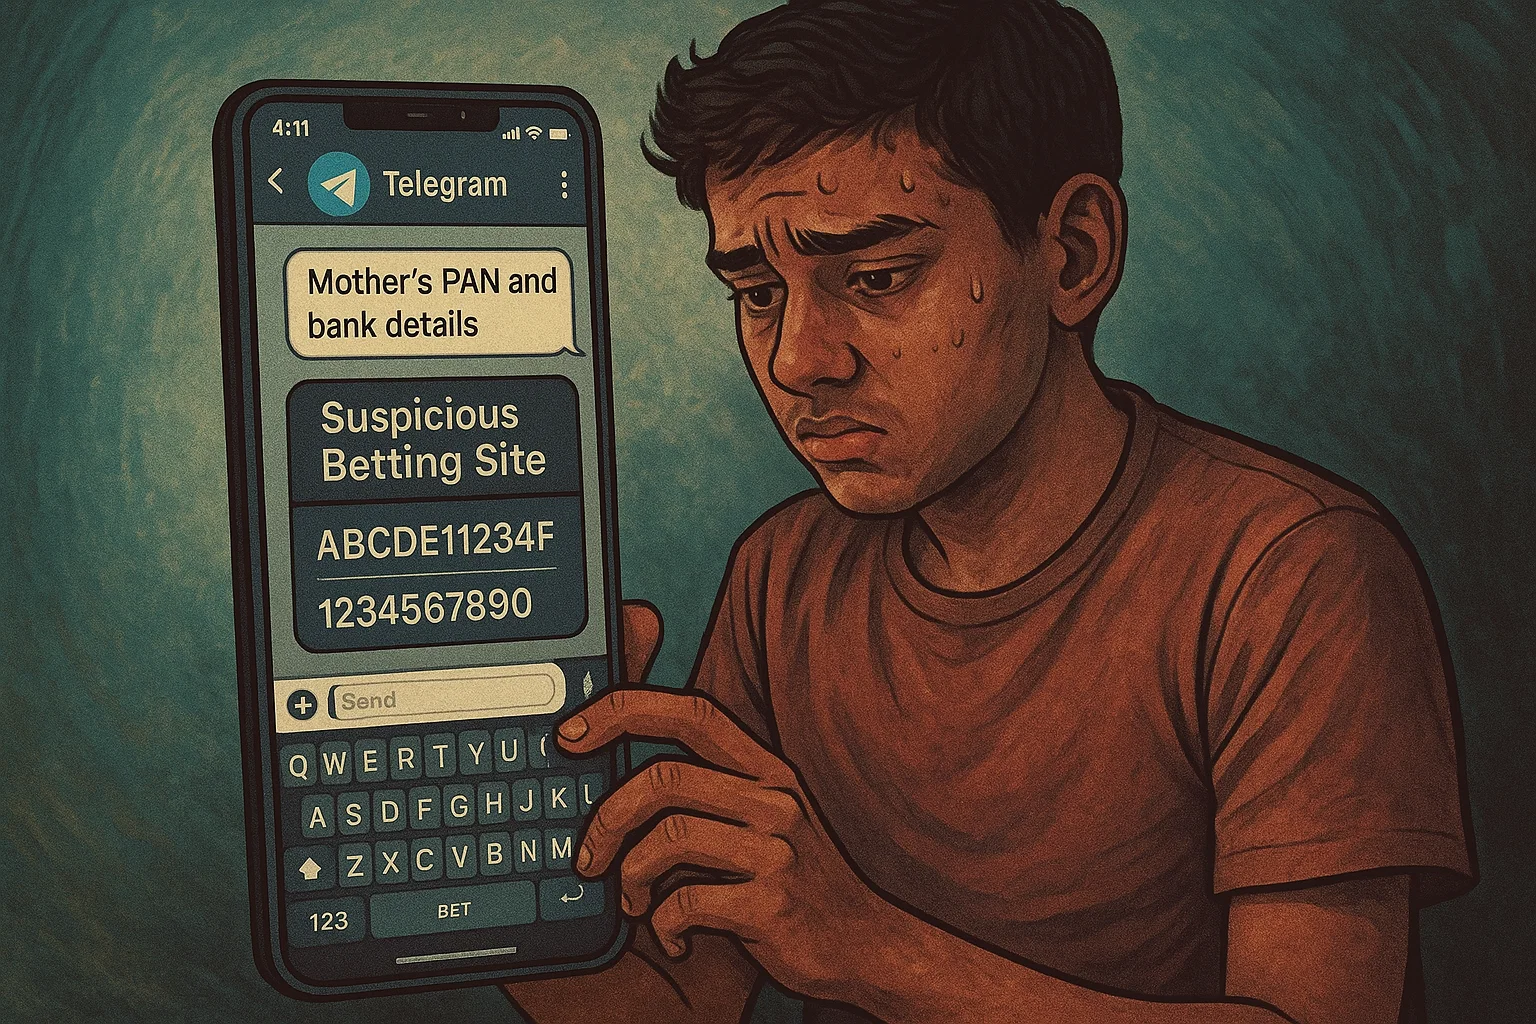 4:11
Telegram
Mother's PAN and
bank details
Suspicious
Betting Site
ABCDE11234F
1234567890
Send
Q W E R T Y U
A S D F G H J K
Z X C V B N M
123 BET